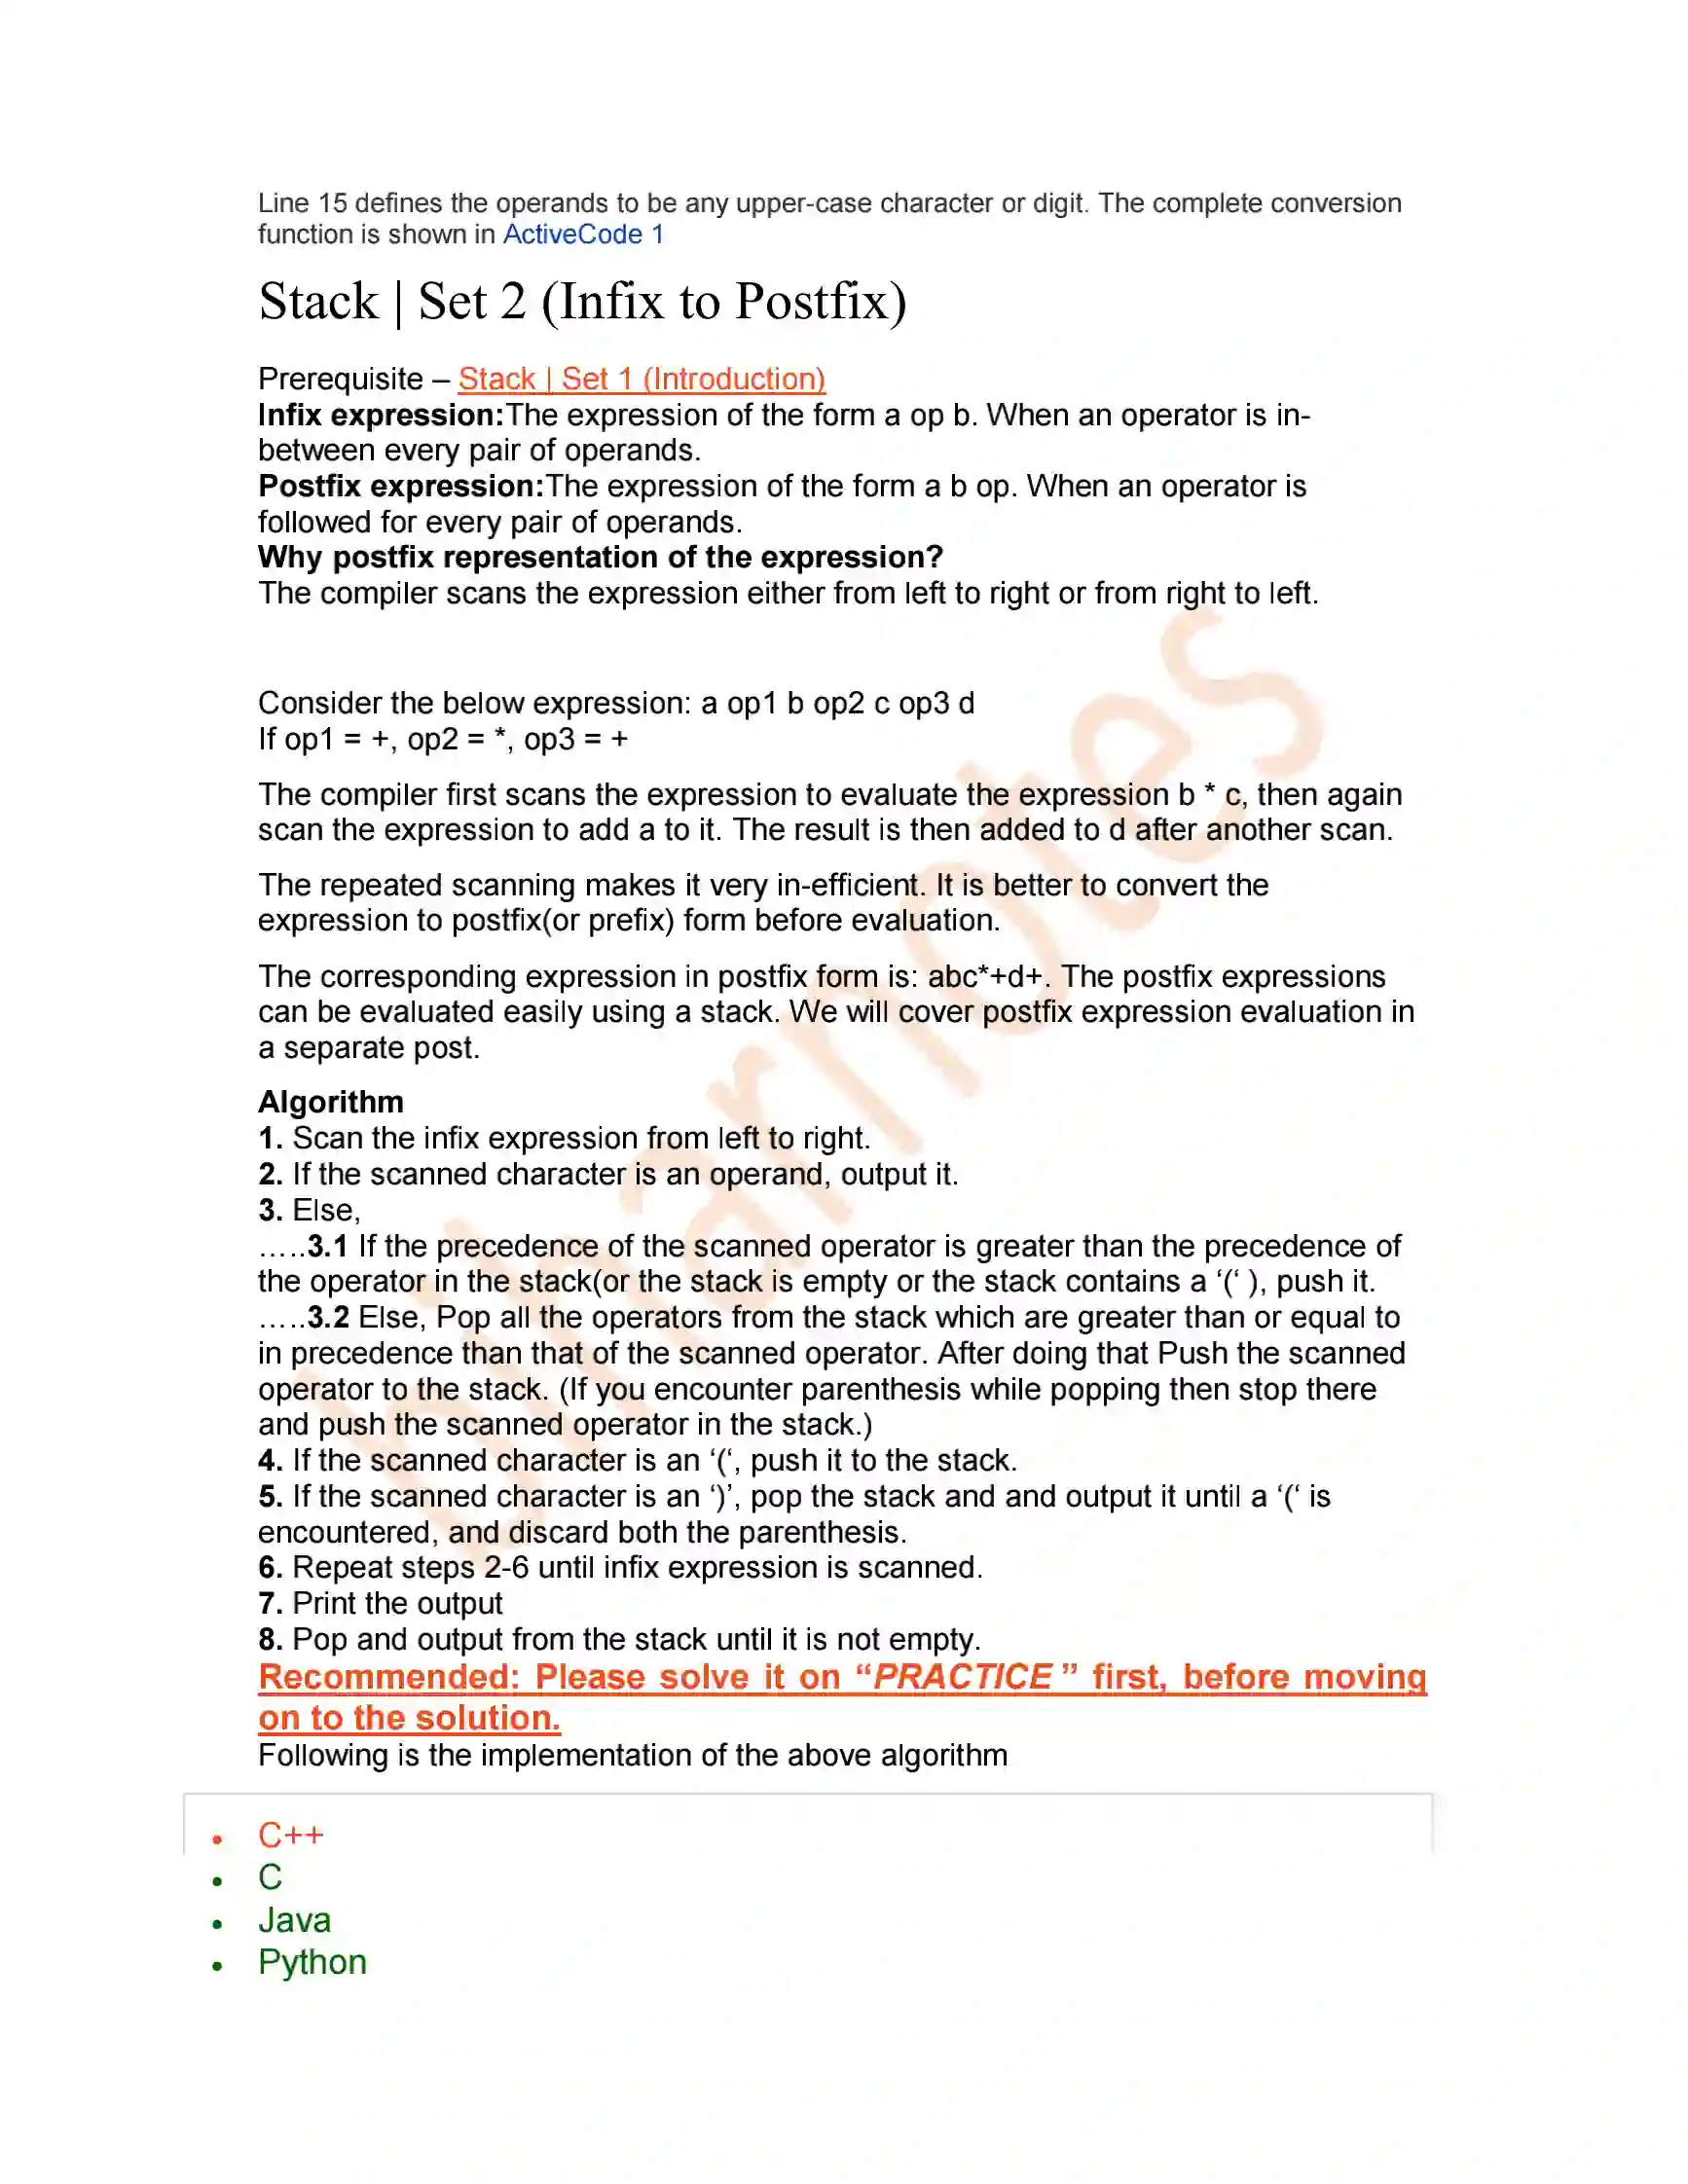 Line 15 defines the operands to be any upper-case character or digit. The complete conversion
function is shown in ActiveCode 1
Stack | Set 2 (Infix to Postfix)
Prerequisite – Stack | Set 1 (Introduction)
Infix expression:The expression of the form a op b. When an operator is in-
between every pair of operands.
Postfix expression:The expression of the form a b op. When an operator is
followed for every pair of operands.
Why postfix representation of the expression?
The compiler scans the expression either from left to right or from right to left.
Consider the below expression: a op1 b op2 c op3 d
If op1 = +, op2 = *, op3 = +
The compiler first scans the expression to evaluate the expression b * c, then again
scan the expression to add a to it. The result is then added to d after another scan.
The repeated scanning makes it very in-efficient. It is better to convert the
expression to postfix(or prefix) form before evaluation.
The corresponding expression in postfix form is: abc*+d+. The postfix expressions
can be evaluated easily using a stack. We will cover postfix expression evaluation in
a separate post.
Algorithm
1. Scan the infix expression from left to right.
2. If the scanned character is an operand, output it.
3. Else,
…..3.1 If the precedence of the scanned operator is greater than the precedence of
the operator in the stack(or the stack is empty or the stack contains a ‘(‘ ), push it.
…..3.2 Else, Pop all the operators from the stack which are greater than or equal to
in precedence than that of the scanned operator. After doing that Push the scanned
operator to the stack. (If you encounter parenthesis while popping then stop there
and push the scanned operator in the stack.)
4. If the scanned character is an ‘(‘, push it to the stack.
5. If the scanned character is an ‘)’, pop the stack and and output it until a ‘(‘ is
encountered, and discard both the parenthesis.
6. Repeat steps 2-6 until infix expression is scanned.
7. Print the output
8. Pop and output from the stack until it is not empty.
Recommended: Please solve it on “PRACTICE ” first, before moving
on to the solution.
Following is the implementation of the above algorithm
• C++
• C
• Java
• Python
biharnotes